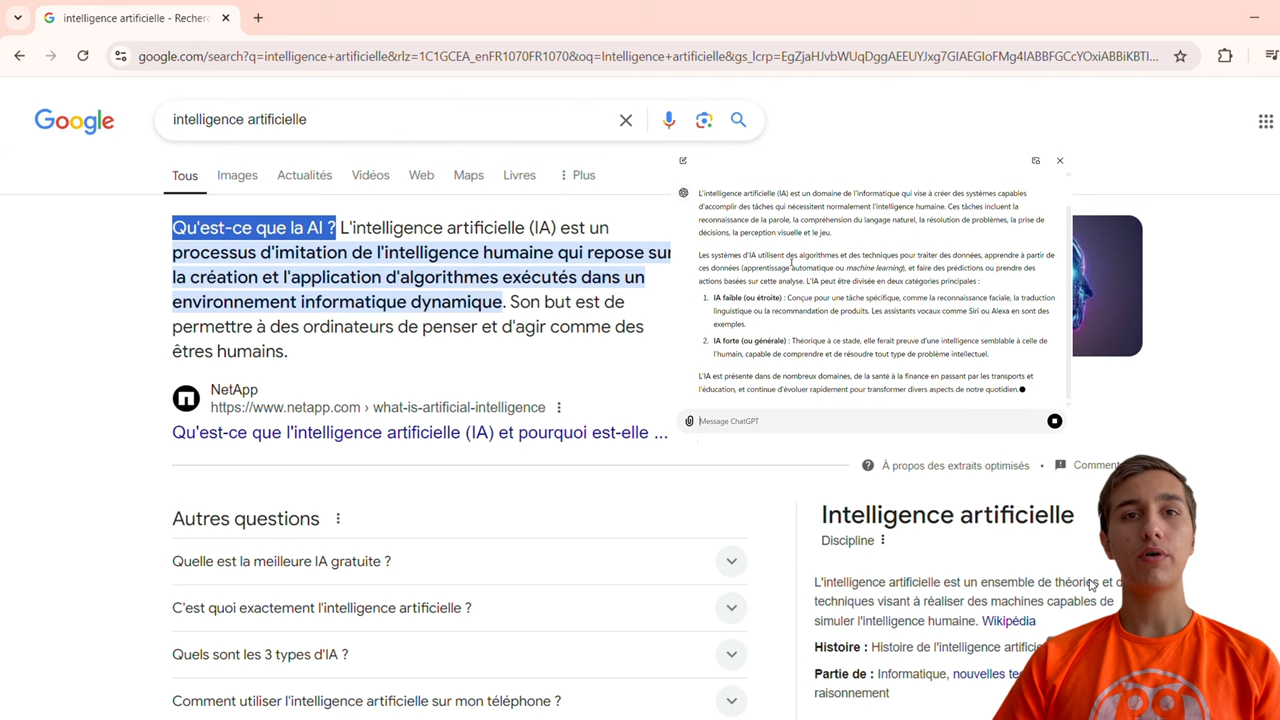 intelligence artificielle - Recherc
google.com/search?q=intelligence+artificielle&rlz=1C1GCEA_enFR1070FR1070&oq=Intelligence+artificielle&gs_lcrp=EgZjaHJvbWUqDggAEEUYJxg7GIAEGIoFMg4IABBFGCcYOxiABBiKBTI...
Google
intelligence artificielle
Tous Images Actualités Vidéos Web Maps Livres Plus
Qu'est-ce que la AI ? L'intelligence artificielle (IA) est un
processus d'imitation de l'intelligence humaine qui repose sur
la création et l'application d'algorithmes exécutés dans un
environnement informatique dynamique. Son but est de
permettre à des ordinateurs de penser et d'agir comme des
êtres humains.
NetApp
https://www.netapp.com › what-is-artificial-intelligence
Qu'est-ce que l'intelligence artificielle (IA) et pourquoi est-elle ...
L'intelligence artificielle (IA) est un domaine de l'informatique qui vise à créer des systèmes capables
d'accomplir des tâches qui nécessitent normalement l'intelligence humaine. Ces tâches incluent la
reconnaissance de la parole, la compréhension du langage naturel, la résolution de problèmes, la prise de
décisions, la perception visuelle et le jeu.
Les systèmes d'IA utilisent des algorithmes et des techniques pour traiter des données, apprendre à partir de
ces données (apprentissage automatique ou machine learning), et faire des prédictions ou prendre des
actions basées sur cette analyse. L'IA peut être divisée en deux catégories principales :
1. IA faible (ou étroite) : Conçue pour une tâche spécifique, comme la reconnaissance faciale, la traduction
linguistique ou la recommandation de produits. Les assistants vocaux comme Siri ou Alexa en sont des
exemples.
2. IA forte (ou générale) : Théorique à ce stade, elle ferait preuve d'une intelligence semblable à celle de
l'humain, capable de comprendre et de résoudre tout type de problème intellectuel.
L'IA est présente dans de nombreux domaines, de la santé à la finance en passant par les transports et
l'éducation, et continue d'évoluer rapidement pour transformer divers aspects de notre quotidien.
Message ChatGPT
À propos des extraits optimisés • Comment
Autres questions
Quelle est la meilleure IA gratuite ?
C'est quoi exactement l'intelligence artificielle ?
Quels sont les 3 types d'IA ?
Comment utiliser l'intelligence artificielle sur mon téléphone ?
Intelligence artificielle
Discipline
L'intelligence artificielle est un ensemble de théories et d
techniques visant à réaliser des machines capables de
simuler l'intelligence humaine. Wikipédia
Histoire : Histoire de l'intelligence artificie
Partie de : Informatique, nouvelles te
raisonnement